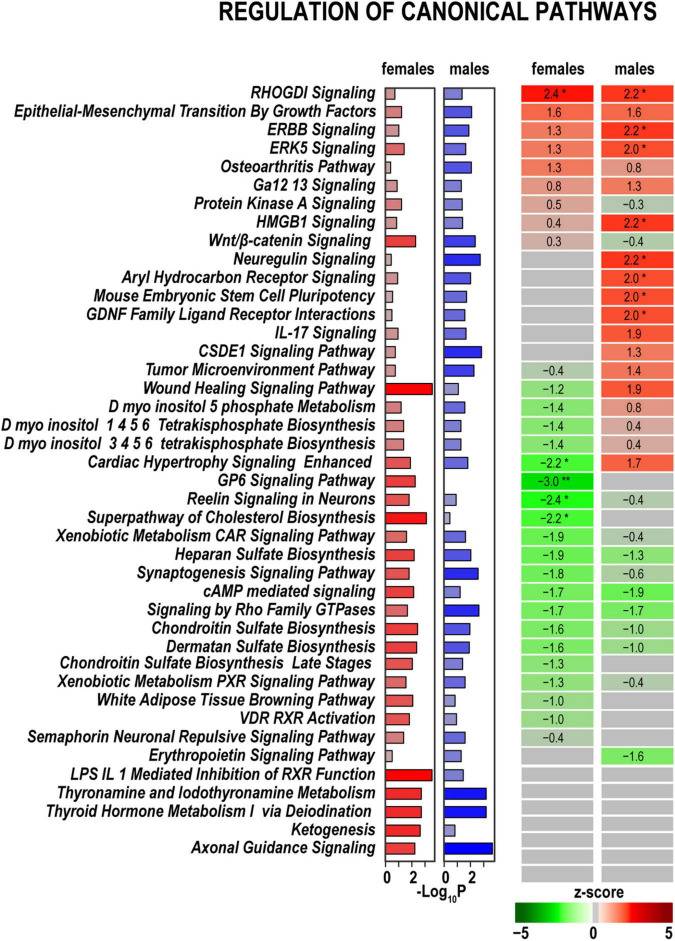 REGULATION OF CANONICAL PATHWAYS
females males females males
RHOGDI Signaling 2.4 * 2.2 *
Epithelial-Mesenchymal Transition By Growth Factors 1.6 1.6
ERBB Signaling 1.3 2.2 *
ERK5 Signaling 1.3 2.0 *
Osteoarthritis Pathway 1.3 0.8
Ga12 13 Signaling 0.8 1.3
Protein Kinase A Signaling 0.5 −0.3
HMGB1 Signaling 0.4 2.2 *
Wnt/β-catenin Signaling 0.3 −0.4
Neuregulin Signaling 2.2 *
Aryl Hydrocarbon Receptor Signaling 2.0 *
Mouse Embryonic Stem Cell Pluripotency 2.0 *
GDNF Family Ligand Receptor Interactions 2.0 *
IL-17 Signaling 1.9
CSDE1 Signaling Pathway 1.3
Tumor Microenvironment Pathway −0.4 1.4
Wound Healing Signaling Pathway −1.2 1.9
D myo inositol 5 phosphate Metabolism −1.4 0.8
D myo inositol 1 4 5 6 Tetrakisphosphate Biosynthesis −1.4 0.4
D myo inositol 3 4 5 6 tetrakisphosphate Biosynthesis −1.4 0.4
Cardiac Hypertrophy Signaling Enhanced −2.2 * 1.7
GP6 Signaling Pathway −3.0 **
Reelin Signaling in Neurons −2.4 * −0.4
Superpathway of Cholesterol Biosynthesis −2.2 *
Xenobiotic Metabolism CAR Signaling Pathway −1.9 −0.4
Heparan Sulfate Biosynthesis −1.9 −1.3
Synaptogenesis Signaling Pathway −1.8 −0.6
cAMP mediated signaling −1.7 −1.9
Signaling by Rho Family GTPases −1.7 −1.7
Chondroitin Sulfate Biosynthesis −1.6 −1.0
Dermatan Sulfate Biosynthesis −1.6 −1.0
Chondroitin Sulfate Biosynthesis Late Stages −1.3
Xenobiotic Metabolism PXR Signaling Pathway −1.3 −0.4
White Adipose Tissue Browning Pathway −1.0
VDR RXR Activation −1.0
Semaphorin Neuronal Repulsive Signaling Pathway −0.4
Erythropoietin Signaling Pathway −1.6
LPS IL 1 Mediated Inhibition of RXR Function
Thyronamine and Iodothyronamine Metabolism
Thyroid Hormone Metabolism I via Deiodination
Ketogenesis
Axonal Guidance Signaling
0 2 0 2
-Log10P
z-score
−5 0 5